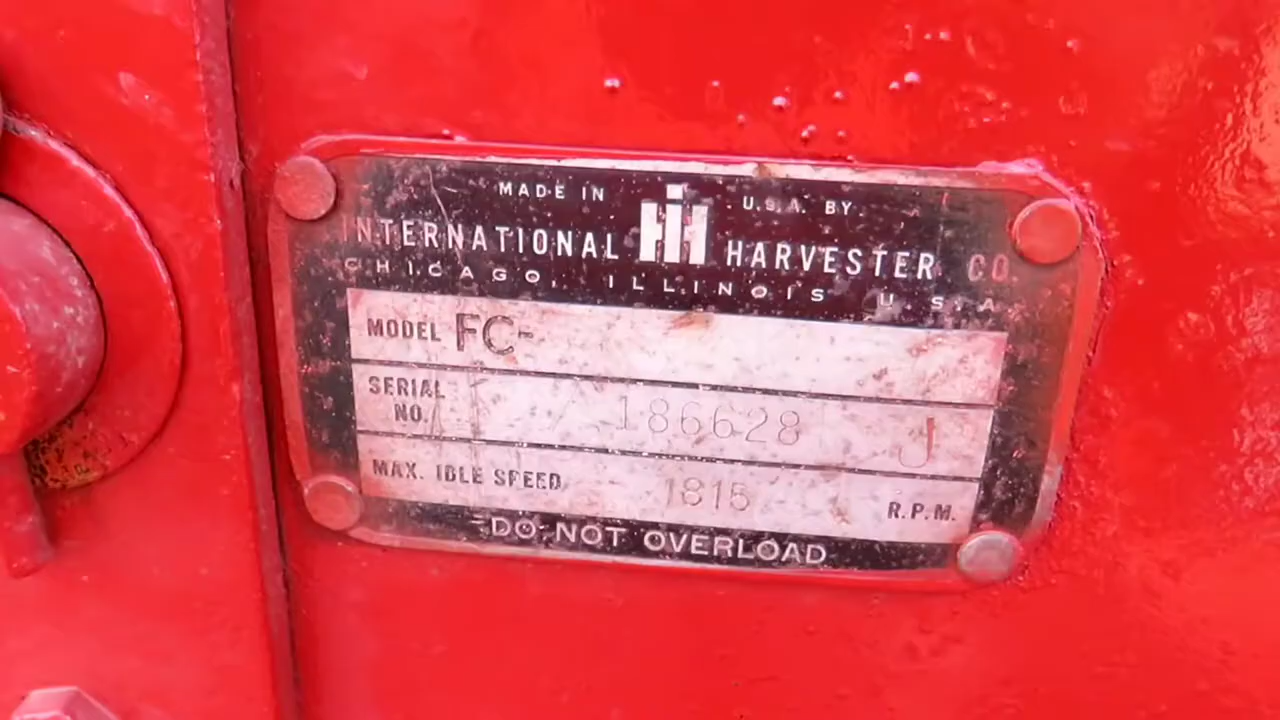 MADE IN IH U.S.A. BY
INTERNATIONAL HARVESTER CO.
CHICAGO, ILLINOIS U S A
MODEL FC-
SERIAL NO. 186628 J
MAX. IDLE SPEED 1815 R.P.M.
DO NOT OVERLOAD